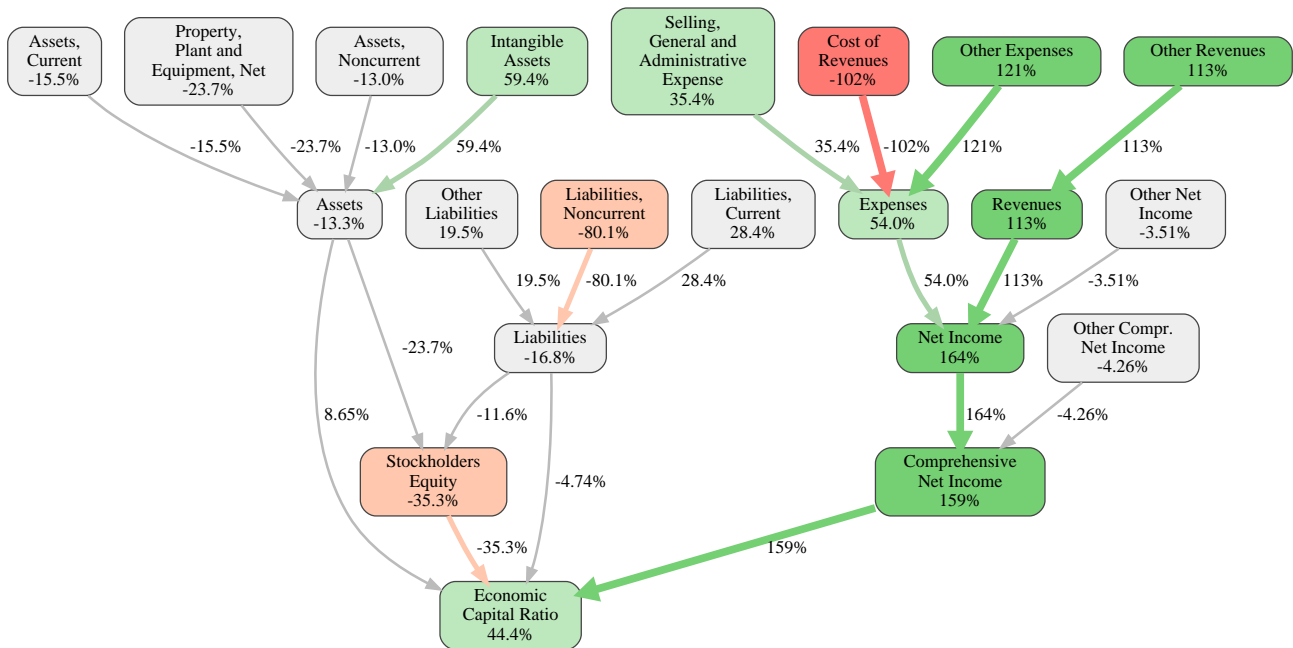 Assets,
Current
-15.5%
Property,
Plant and
Equipment, Net
-23.7%
Assets,
Noncurrent
-13.0%
Intangible
Assets
59.4%
Selling,
General and
Administrative
Expense
35.4%
Cost of
Revenues
-102%
Other Expenses
121%
Other Revenues
113%
-15.5%
-23.7%
-13.0%
59.4%
35.4%
-102%
121%
113%
Assets
-13.3%
Other
Liabilities
19.5%
Liabilities,
Noncurrent
-80.1%
Liabilities,
Current
28.4%
Expenses
54.0%
Revenues
113%
Other Net
Income
-3.51%
19.5%
-80.1%
28.4%
54.0%
113%
-3.51%
-23.7%
Liabilities
-16.8%
Net Income
164%
Other Compr.
Net Income
-4.26%
8.65%
-11.6%
164%
-4.26%
Stockholders
Equity
-35.3%
-4.74%
Comprehensive
Net Income
159%
-35.3%
159%
Economic
Capital Ratio
44.4%